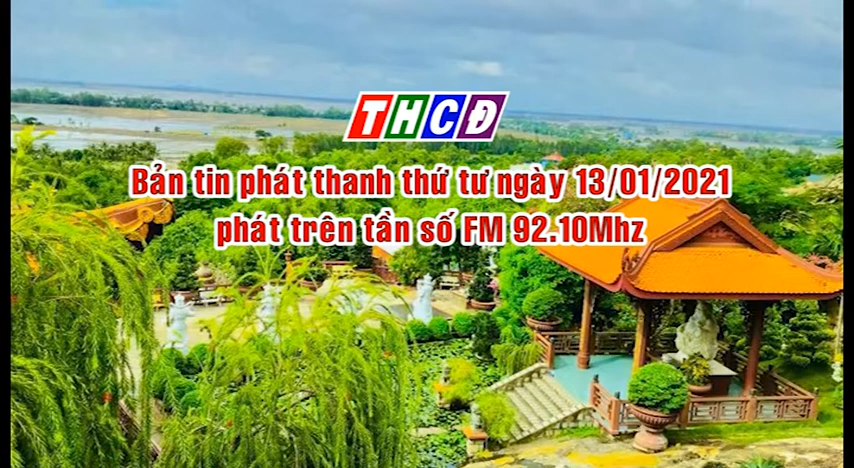 THCĐ
Bản tin phát thanh thứ tư ngày 13/01/2021
phát trên tần số FM 92.10Mhz